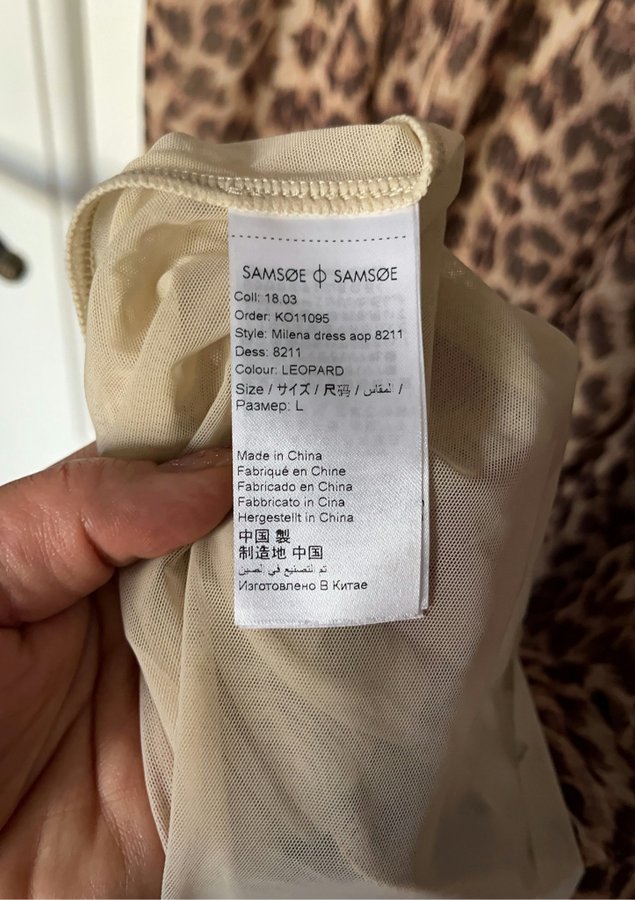 SAMSØE ϕ SAMSØE
Coll: 18.03
Order: KO11095
Style: Milena dress aop 8211
Dess: 8211
Colour: LEOPARD
Size / サイズ / 尺码 / المقاس /
Размер: L
Made in China
Fabriqué en Chine
Fabricado en China
Fabbricato in Cina
Hergestellt in China
中国 製
制造地 中国
تم التصنيع في الصين
Изготовлено В Китае